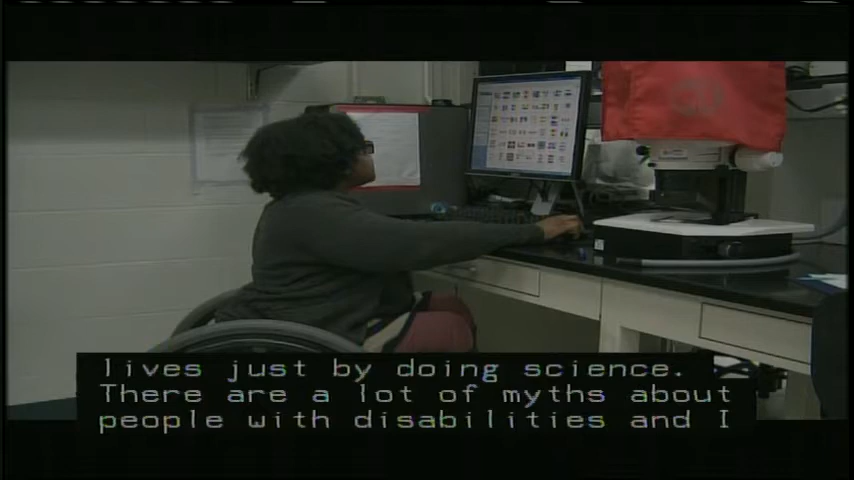 lives just by doing science.
There are a lot of myths about
people with disabilities and I